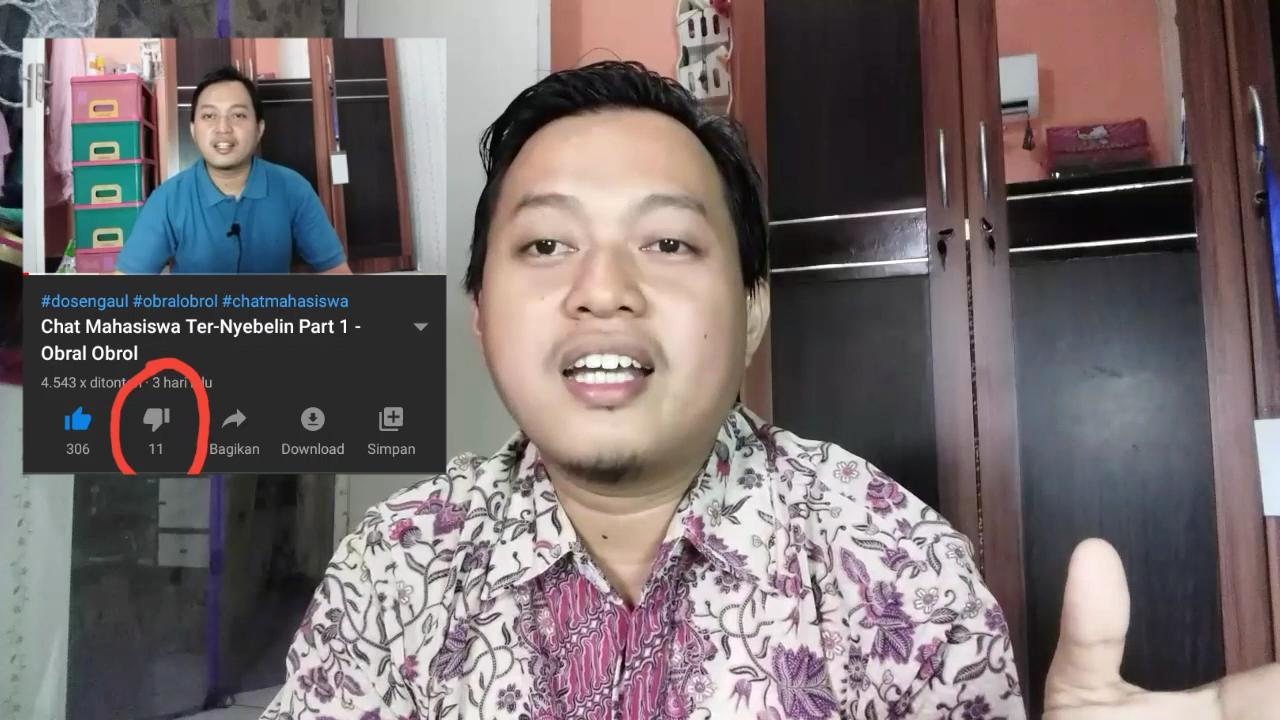 #dosengaul #obralobrol #chatmahasiswa
Chat Mahasiswa Ter-Nyebelin Part 1 -
Obral Obrol
4.543 x ditonton · 3 hari lalu
306
11
Bagikan
Download
Simpan